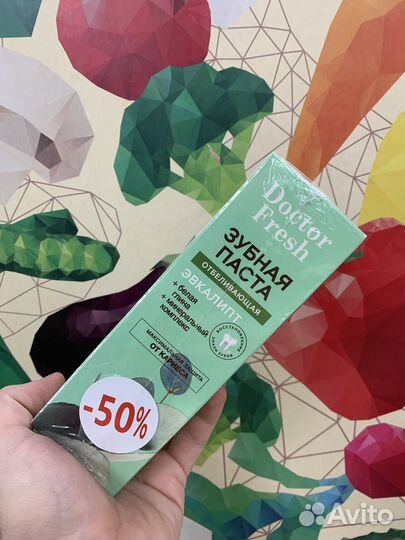 Doctor
Fresh
ЗУБНАЯ
ПАСТА
ОТБЕЛИВАЮЩАЯ
ЭВКАЛИПТ
+ белая
глина
+ минеральный
комплекс
МАКСИМАЛЬНАЯ ЗАЩИТА
ОТ КАРИЕСА
-50%
Avito